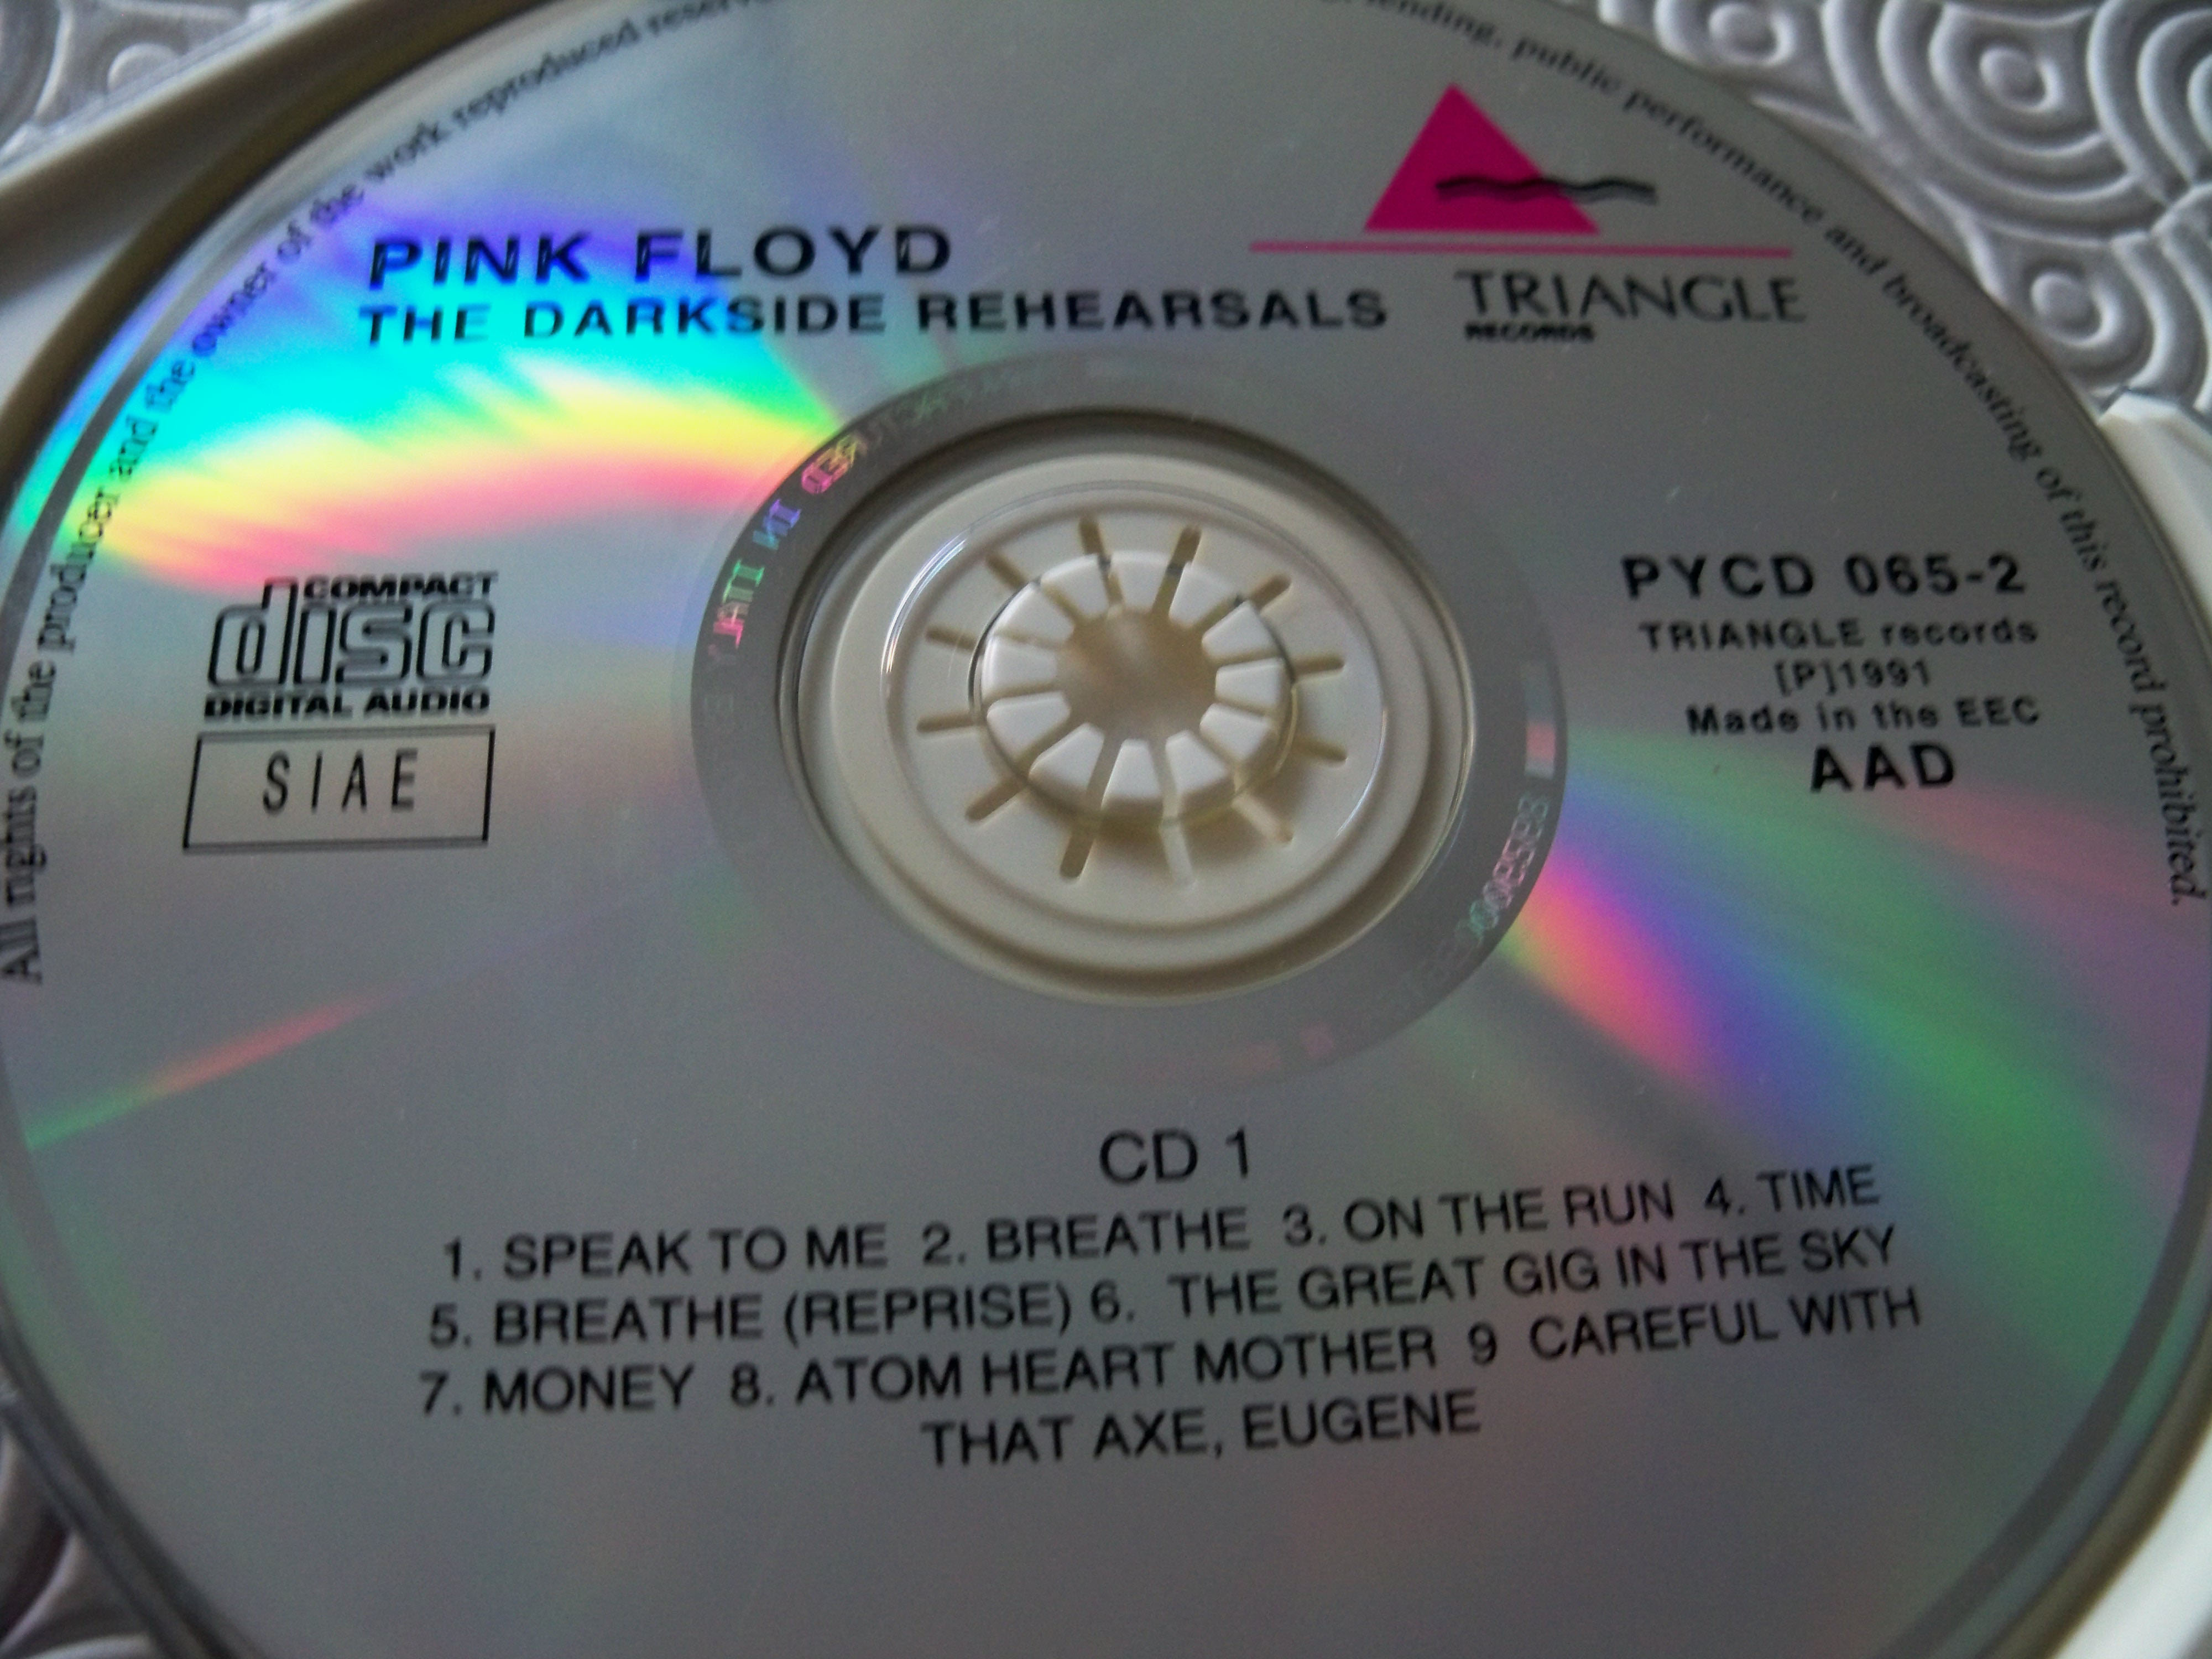 All rights of the producer and the owner of the work reproduced
lending, public performance and broadcasting of this record prohibited.
PINK FLOYD
THE DARKSIDE REHEARSALS
TRIANGLE
RECORDS
COMPACT
disc
DIGITAL AUDIO
SIAE
PYCD 065-2
TRIANGLE records
[P]1991
Made in the EEC
AAD
IN ITALY
CD 1
1. SPEAK TO ME 2. BREATHE 3. ON THE RUN 4. TIME
5. BREATHE (REPRISE) 6. THE GREAT GIG IN THE SKY
7. MONEY 8. ATOM HEART MOTHER 9 CAREFUL WITH
THAT AXE, EUGENE